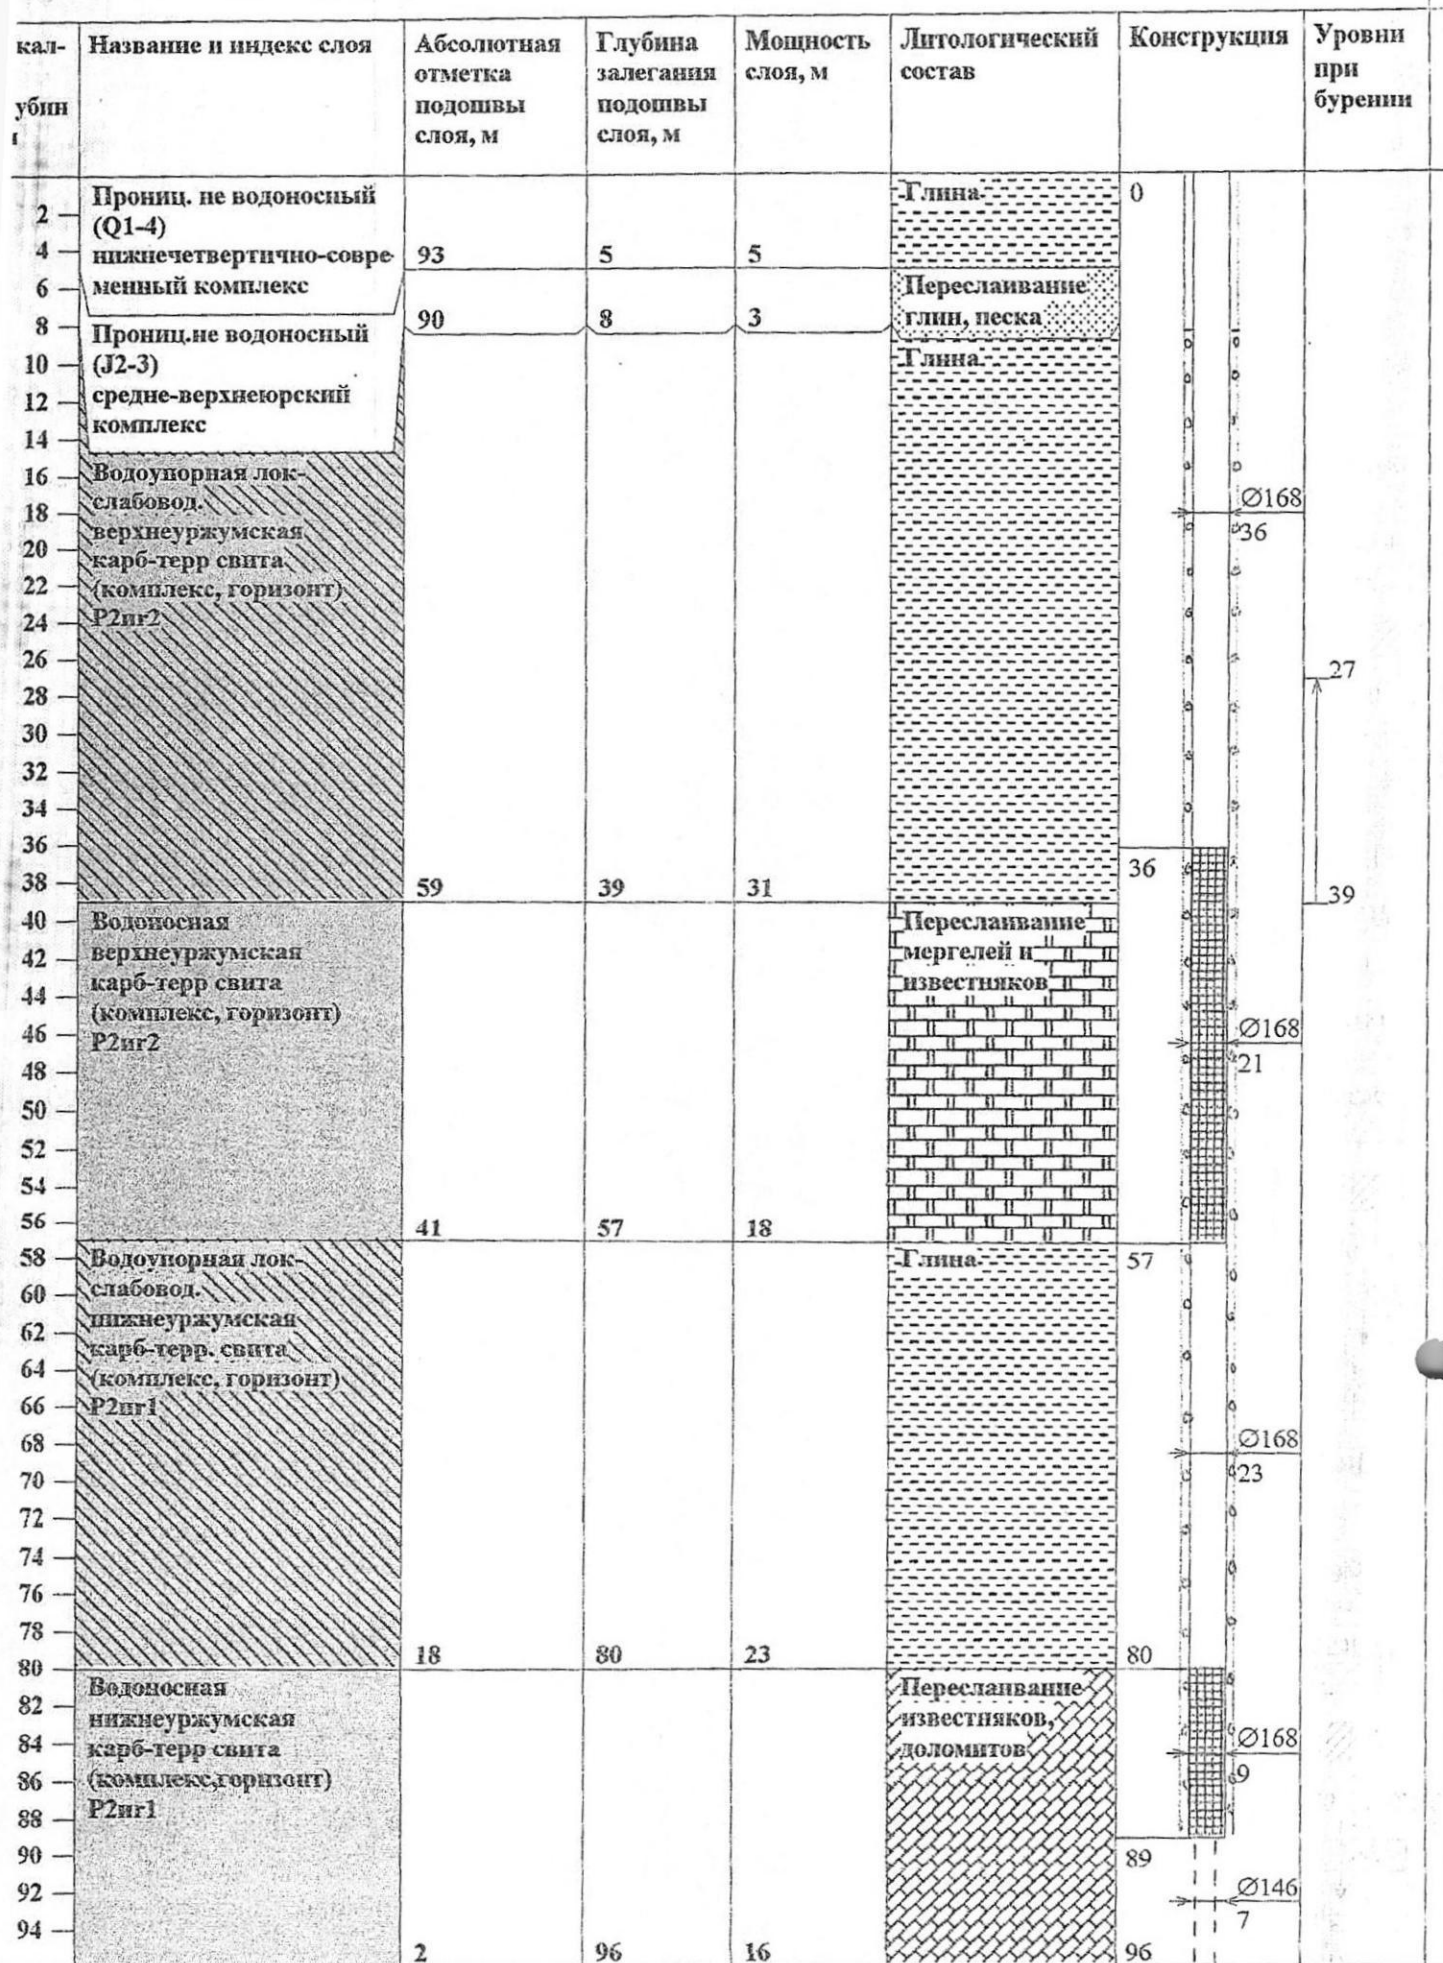 кал-
убин
Название и индекс слоя
Абсолютная
отметка
подошвы
слоя, м
Глубина
залегания
подошвы
слоя, м
Мощность
слоя, м
Литологический
состав
Конструкция
Уровни
при
бурении
2
4
6
8
10
12
14
16
18
20
22
24
26
28
30
32
34
36
38
40
42
44
46
48
50
52
54
56
58
60
62
64
66
68
70
72
74
76
78
80
82
84
86
88
90
92
94
Прониц. не водоносный
(Q1-4)
нижнечетвертично-совре-
менный комплекс
93
5
5
Глина
0
Прониц.не водоносный
(J2-3)
средне-верхнеюрский
комплекс
90
8
3
Переслаивание
глин, песка
Водоупорная лок-
слабовод.
верхнеуржумская
карб-терр свита
(комплекс, горизонт)
P2ur2
59
39
31
Глина
Ø168
36
27
39
36
Водоносная
верхнеуржумская
карб-терр свита
(комплекс, горизонт)
P2ur2
41
57
18
Переслаивание
мергелей и
известняков
Ø168
21
57
Водоупорная лок-
слабовод.
нижнеуржумская
карб-терр. свита
(комплекс, горизонт)
P2ur1
18
80
23
Глина
Ø168
23
80
Водоносная
нижнеуржумская
карб-терр свита
(комплекс,горизонт)
P2ur1
2
96
16
Переслаивание
известняков,
доломитов
Ø168
9
89
Ø146
7
96